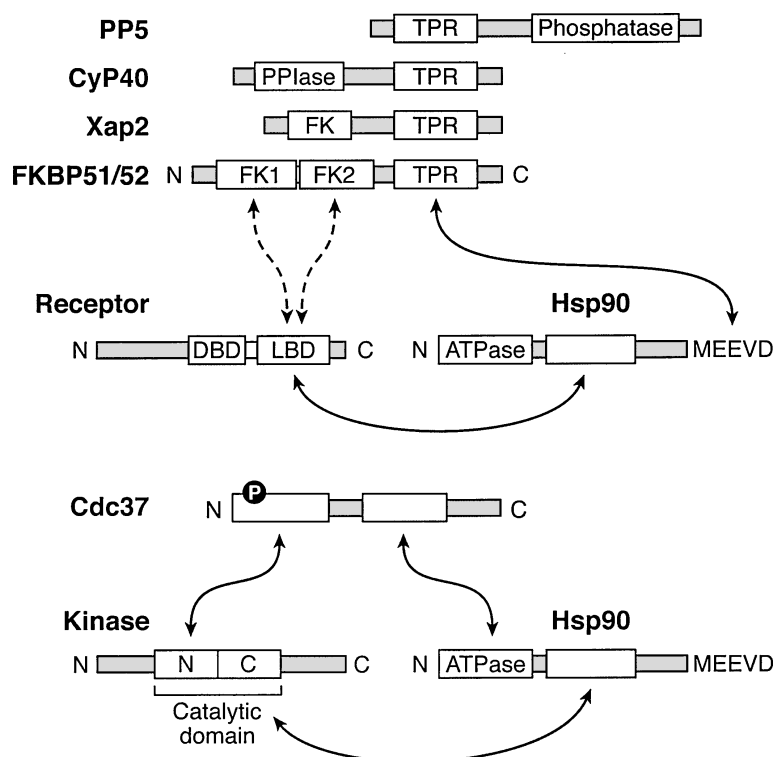 PP5 TPR Phosphatase
CyP40 PPIase TPR
Xap2 FK TPR
FKBP51/52 N FK1 FK2 TPR C
Receptor Hsp90
N DBD LBD C N ATPase MEEVD
P
Cdc37 N C
Kinase Hsp90
N N C C N ATPase MEEVD
Catalytic
domain